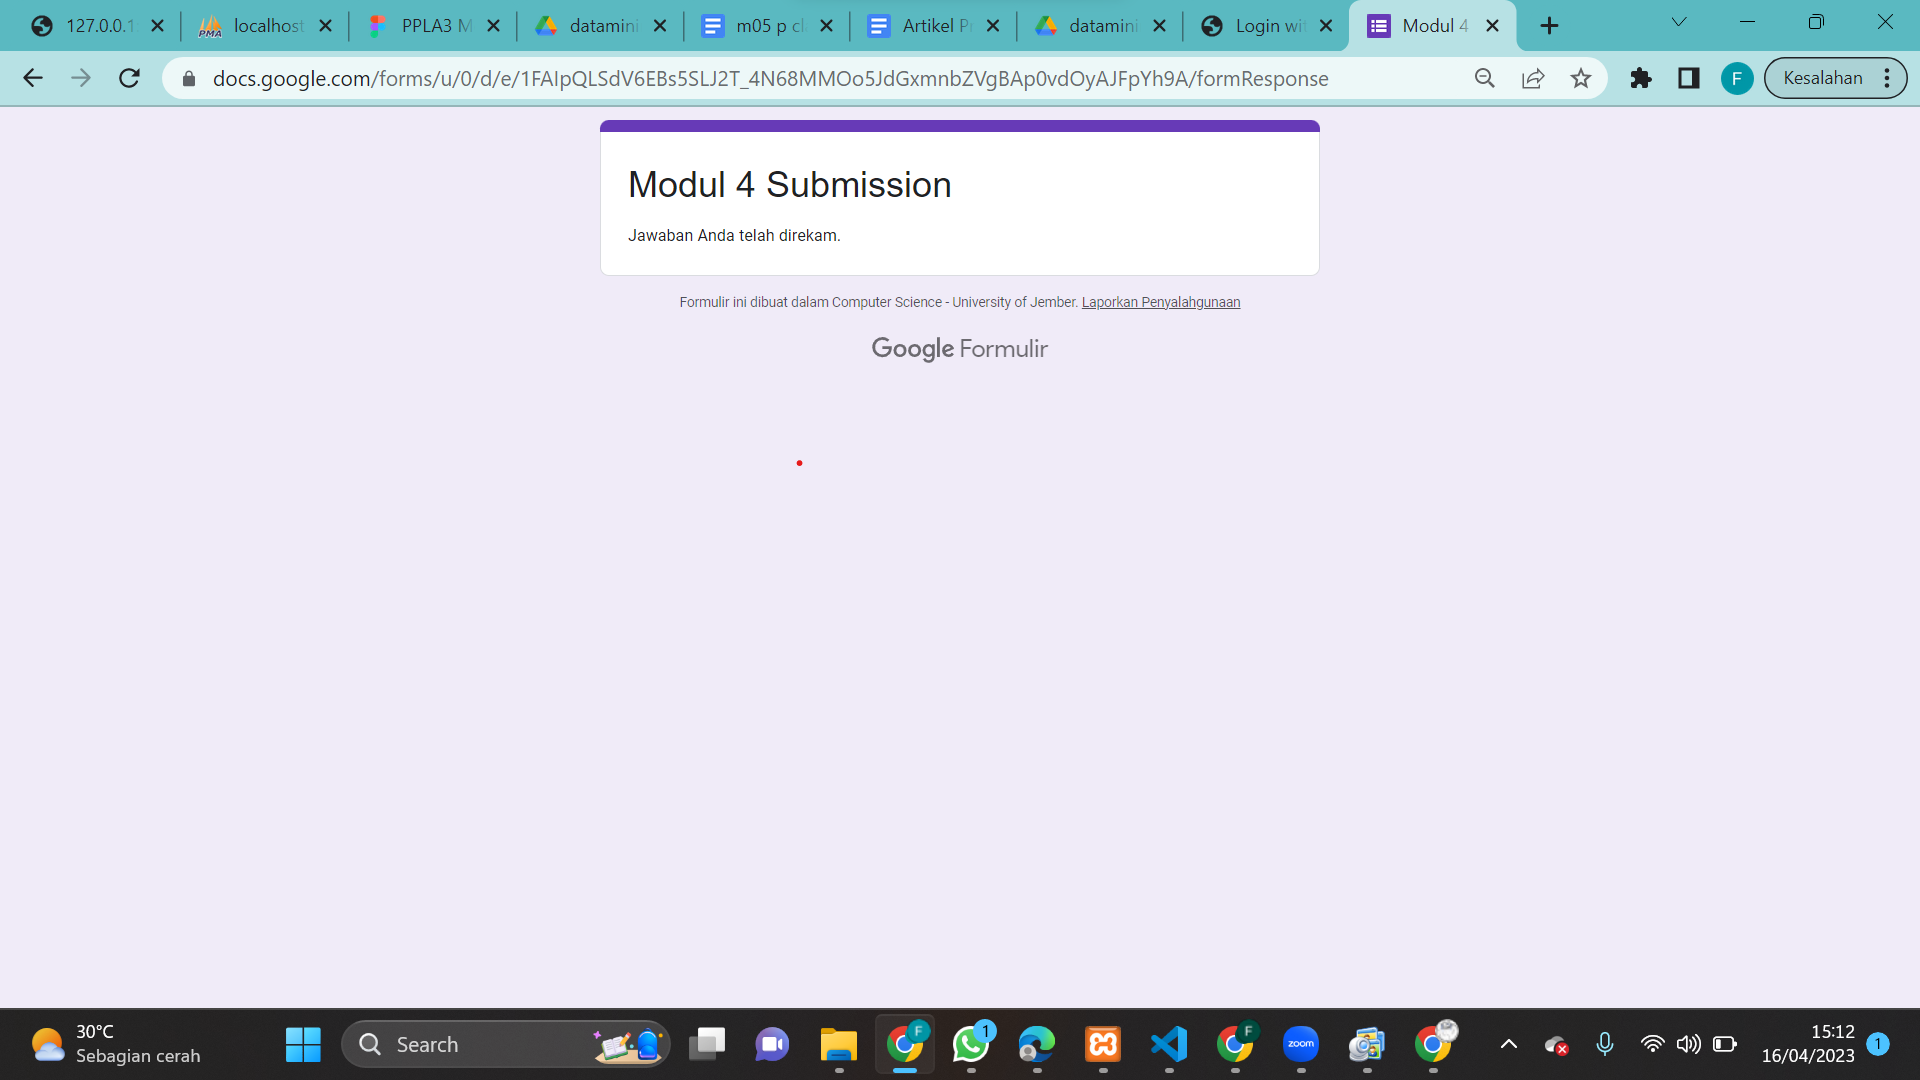 127.0.0.1
localhost
PPLA3 M
datamini
m05 p cl
Artikel Pr
datamini
Login wit
Modul 4
docs.google.com/forms/u/0/d/e/1FAIpQLSdV6EBs5SLJ2T_4N68MMOo5JdGxmnbZVgBAp0vdOyAJFpYh9A/formResponse
F
Kesalahan
Modul 4 Submission
Jawaban Anda telah direkam.
Formulir ini dibuat dalam Computer Science - University of Jember. Laporkan Penyalahgunaan
Google Formulir
30°C
Sebagian cerah
Search
F
1
F
zoom
15:12
16/04/2023
1